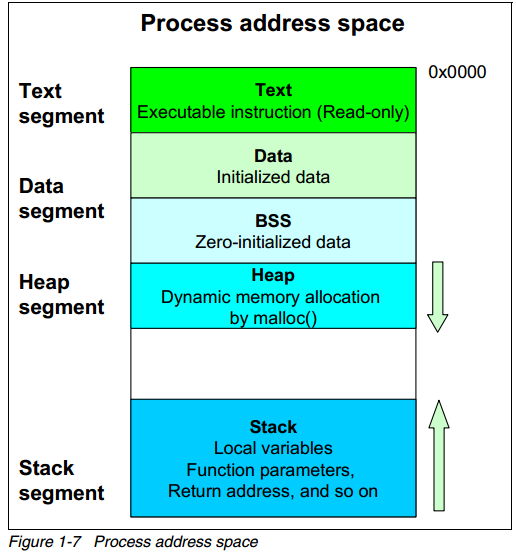 Process address space
0x0000
Text
segment
Text
Executable instruction (Read-only)
Data
segment
Data
Initialized data
BSS
Zero-initialized data
Heap
segment
Heap
Dynamic memory allocation
by malloc()
Stack
segment
Stack
Local variables
Function parameters,
Return address, and so on
Figure 1-7 Process address space